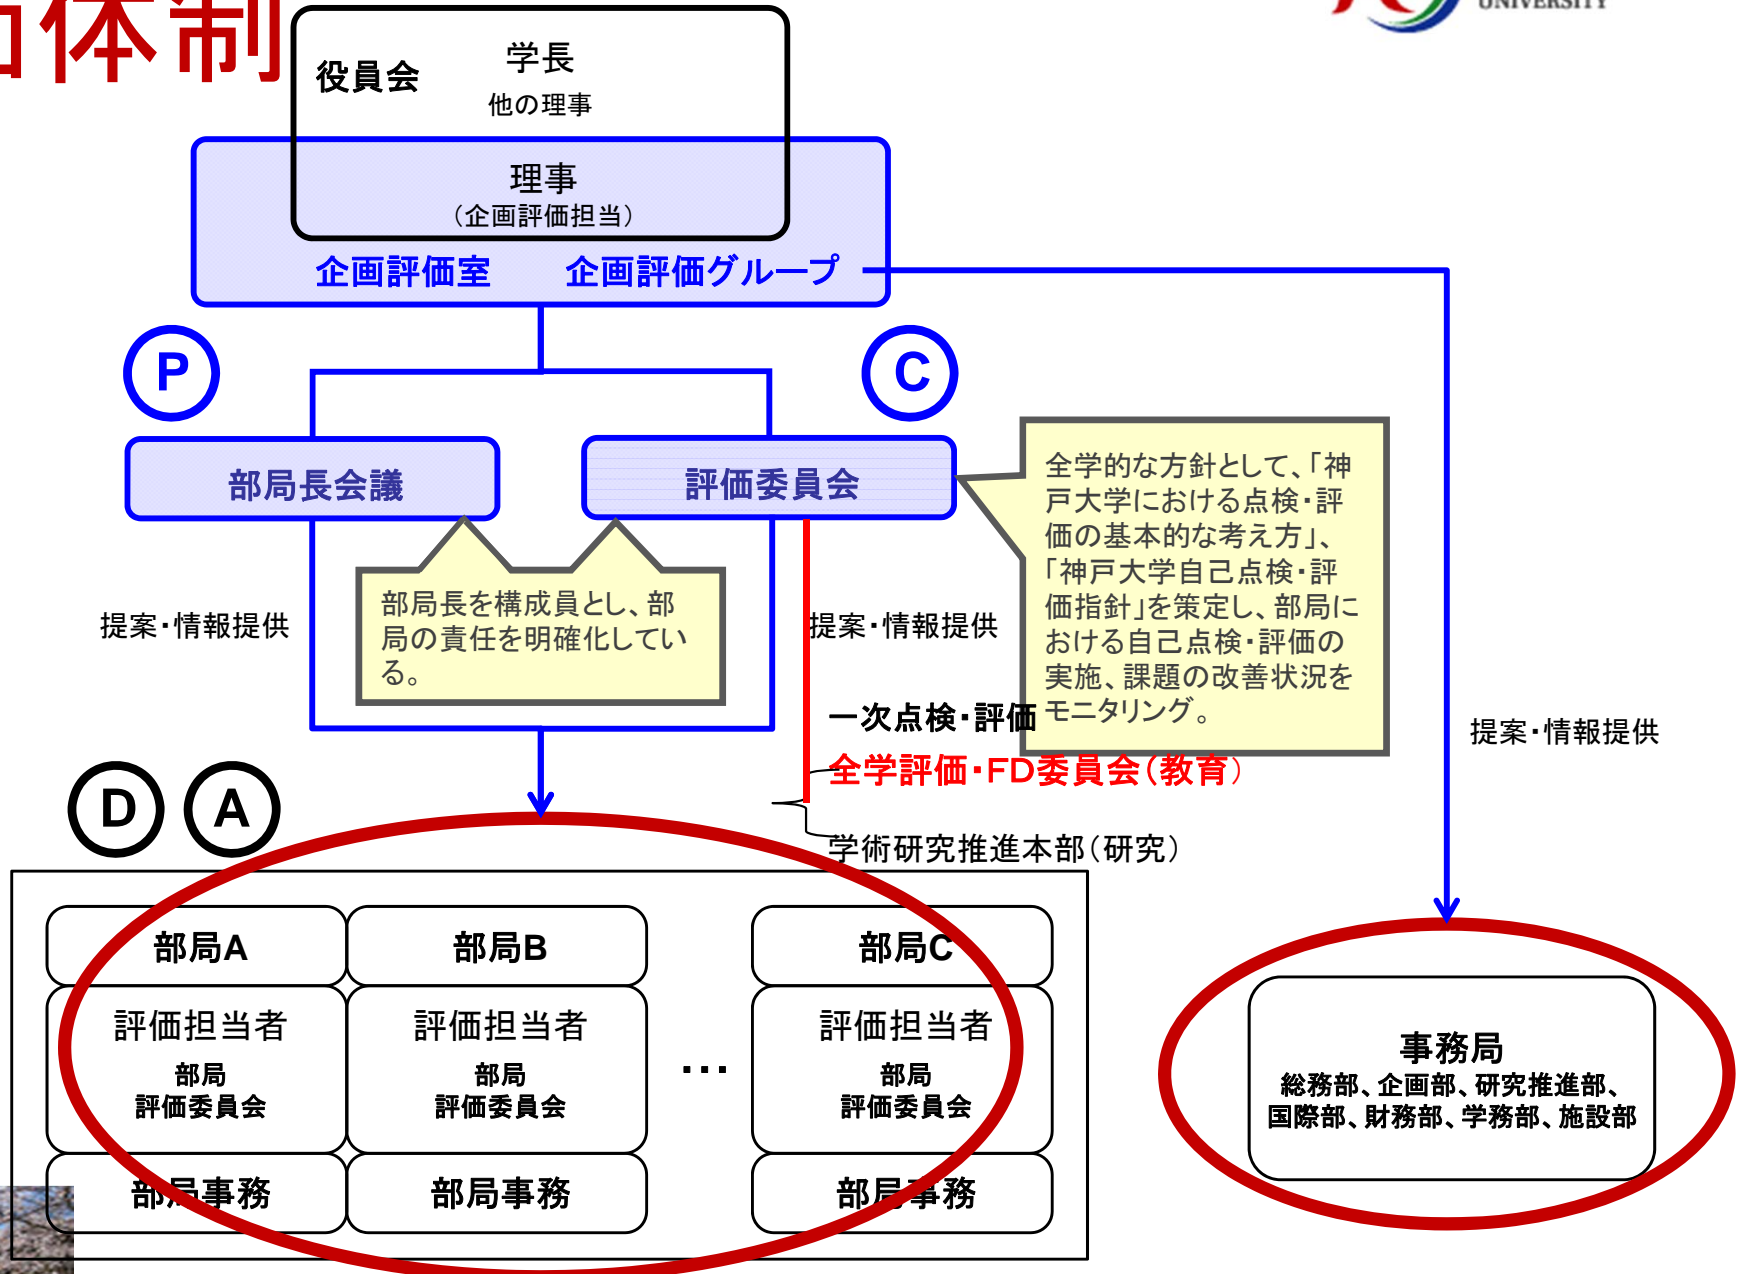 体制
UNIVERSITY
役員会
学長
他の理事
理事
（企画評価担当）
企画評価室
企画評価グループ
P
C
部局長会議
評価委員会
全学的な方針として、「神
戸大学における点検・評
価の基本的な考え方」、
「神戸大学自己点検・評
価指針」を策定し、部局に
おける自己点検・評価の
実施、課題の改善状況を
モニタリング。
部局長を構成員とし、部
局の責任を明確化してい
る。
提案・情報提供
提案・情報提供
提案・情報提供
一次点検・評価
全学評価・FD委員会（教育）
学術研究推進本部（研究）
D
A
部局A
部局B
部局C
評価担当者
部局
評価委員会
評価担当者
部局
評価委員会
…
評価担当者
部局
評価委員会
部局事務
部局事務
部局事務
事務局
総務部、企画部、研究推進部、
国際部、財務部、学務部、施設部